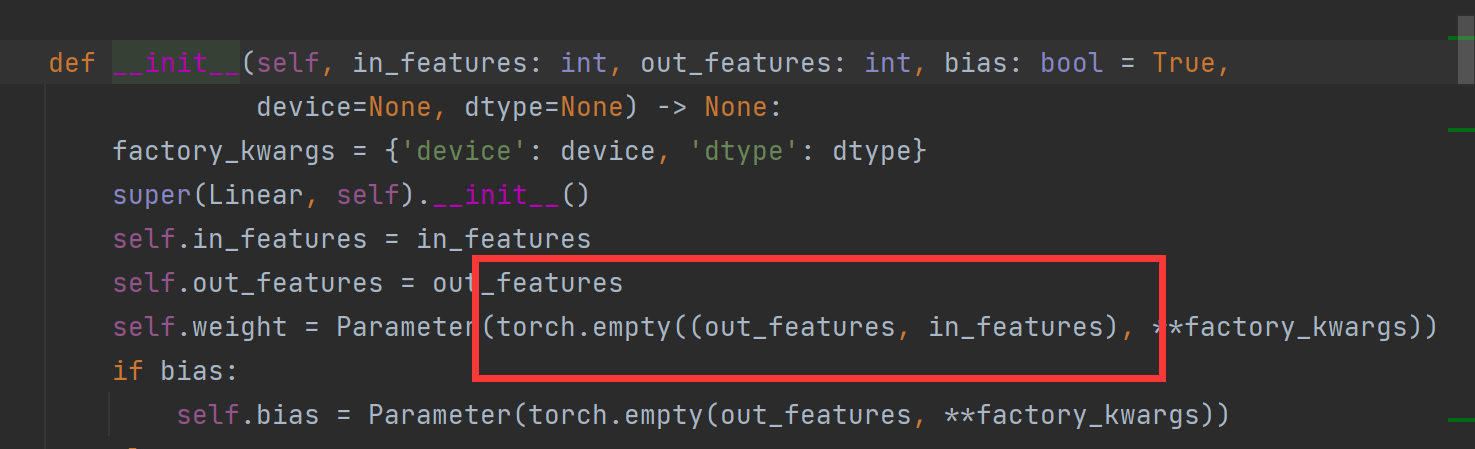 def __init__(self, in_features: int, out_features: int, bias: bool = True,
device=None, dtype=None) -> None:
factory_kwargs = {'device': device, 'dtype': dtype}
super(Linear, self).__init__()
self.in_features = in_features
self.out_features = out_features
self.weight = Parameter(torch.empty((out_features, in_features), **factory_kwargs))
if bias:
self.bias = Parameter(torch.empty(out_features, **factory_kwargs))